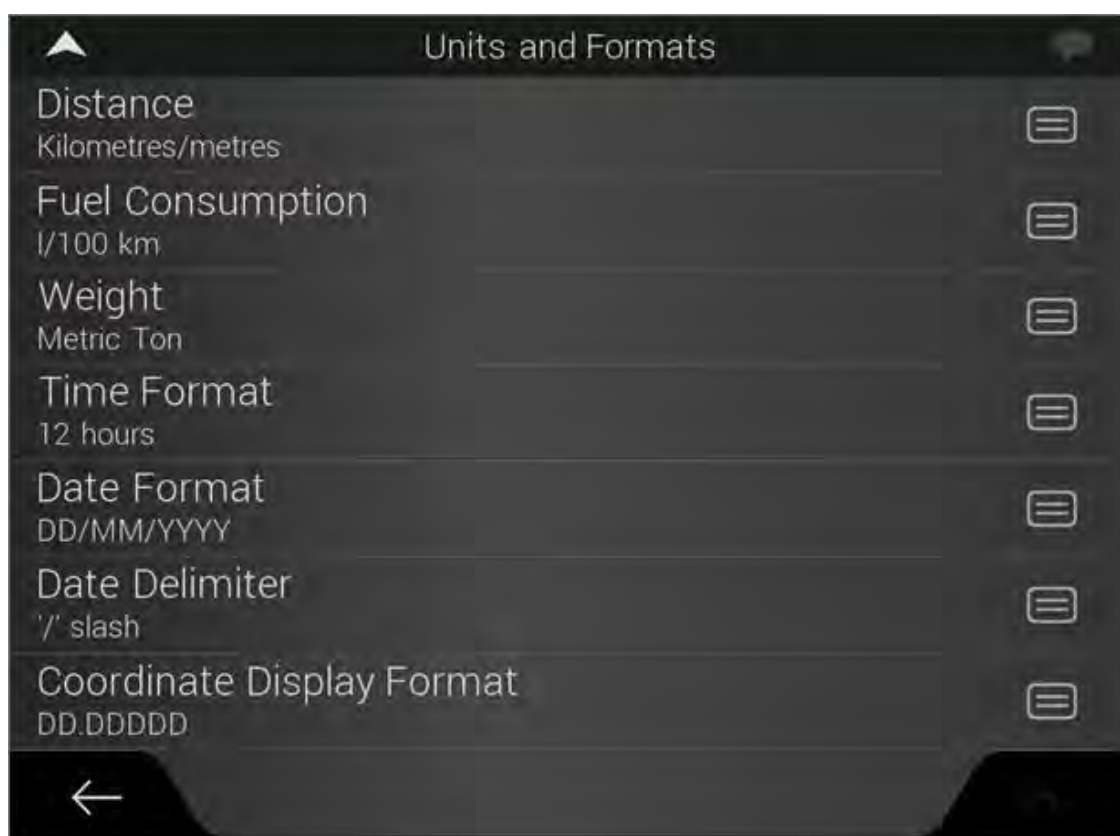 Units and Formats
Distance
Kilometres/metres
Fuel Consumption
l/100 km
Weight
Metric Ton
Time Format
12 hours
Date Format
DD/MM/YYYY
Date Delimiter
'/' slash
Coordinate Display Format
DD.DDDDD